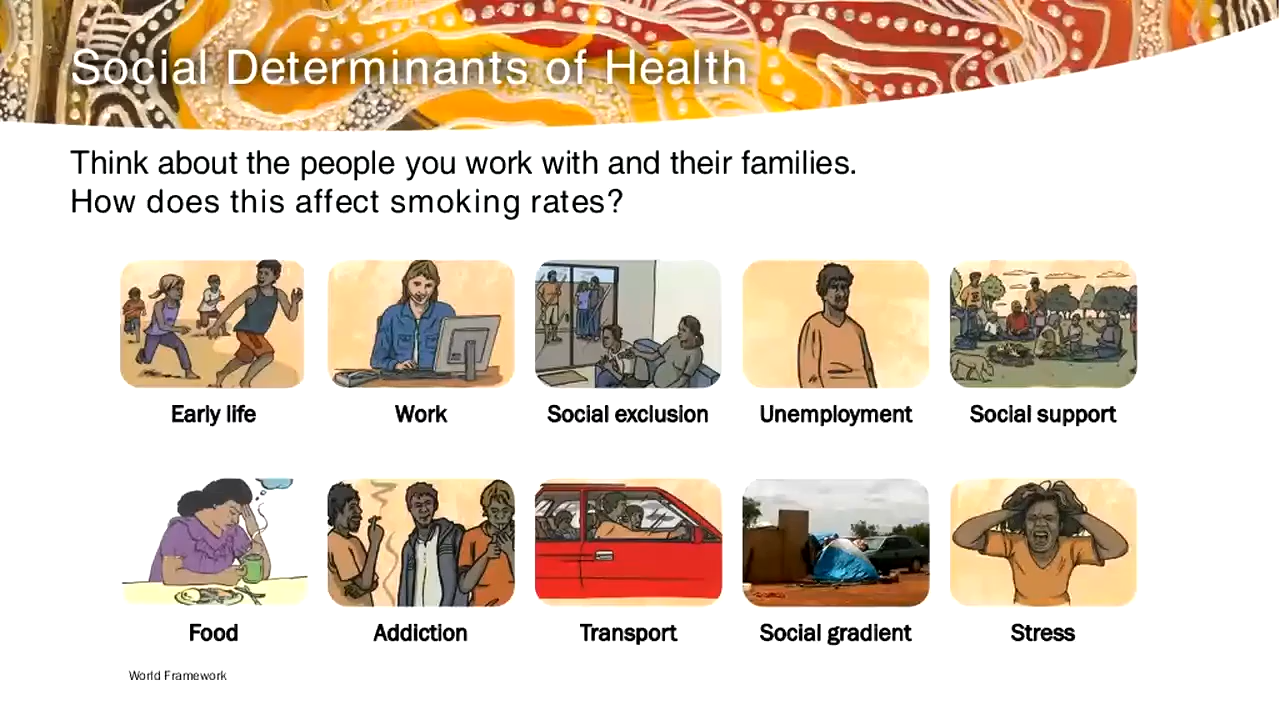 Social Determinants of Health
Think about the people you work with and their families.
How does this affect smoking rates?
Early life
Work
Social exclusion
Unemployment
Social support
Food
Addiction
Transport
Social gradient
Stress
World Framework